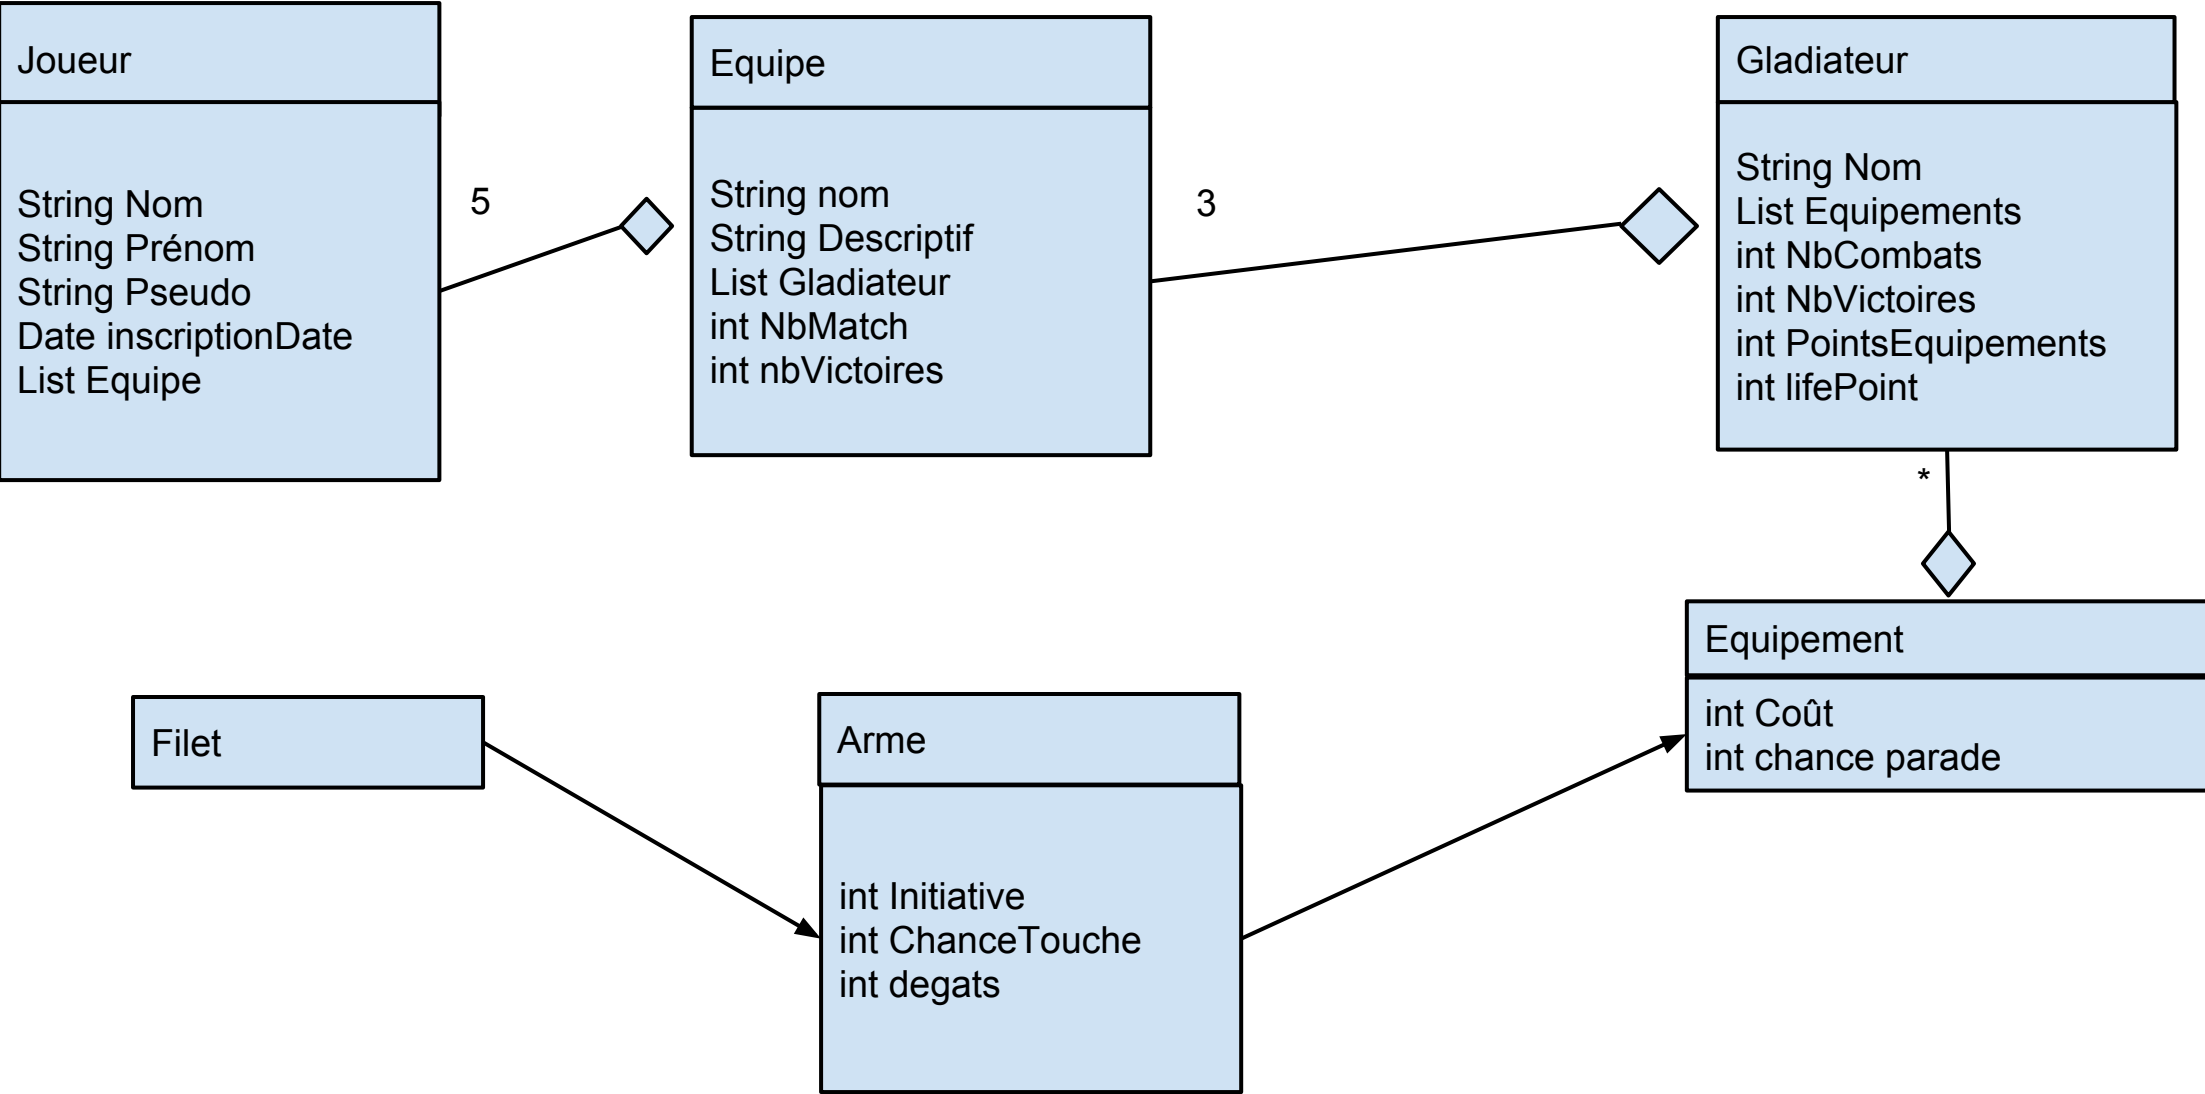 Joueur
String Nom
String Prénom
String Pseudo
Date inscriptionDate
List Equipe
5
Equipe
String nom
String Descriptif
List Gladiateur
int NbMatch
int nbVictoires
3
Gladiateur
String Nom
List Equipements
int NbCombats
int NbVictoires
int PointsEquipements
int lifePoint
*
Equipement
int Coût
int chance parade
Filet
Arme
int Initiative
int ChanceTouche
int degats